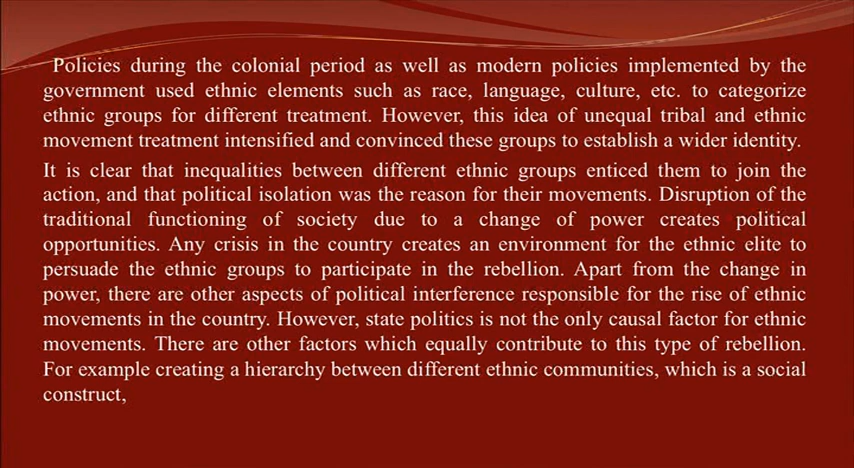 Policies during the colonial period as well as modern policies implemented by the
government used ethnic elements such as race, language, culture, etc. to categorize
ethnic groups for different treatment. However, this idea of unequal tribal and ethnic
movement treatment intensified and convinced these groups to establish a wider identity.
It is clear that inequalities between different ethnic groups enticed them to join the
action, and that political isolation was the reason for their movements. Disruption of the
traditional functioning of society due to a change of power creates political
opportunities. Any crisis in the country creates an environment for the ethnic elite to
persuade the ethnic groups to participate in the rebellion. Apart from the change in
power, there are other aspects of political interference responsible for the rise of ethnic
movements in the country. However, state politics is not the only causal factor for ethnic
movements. There are other factors which equally contribute to this type of rebellion.
For example creating a hierarchy between different ethnic communities, which is a social
construct,